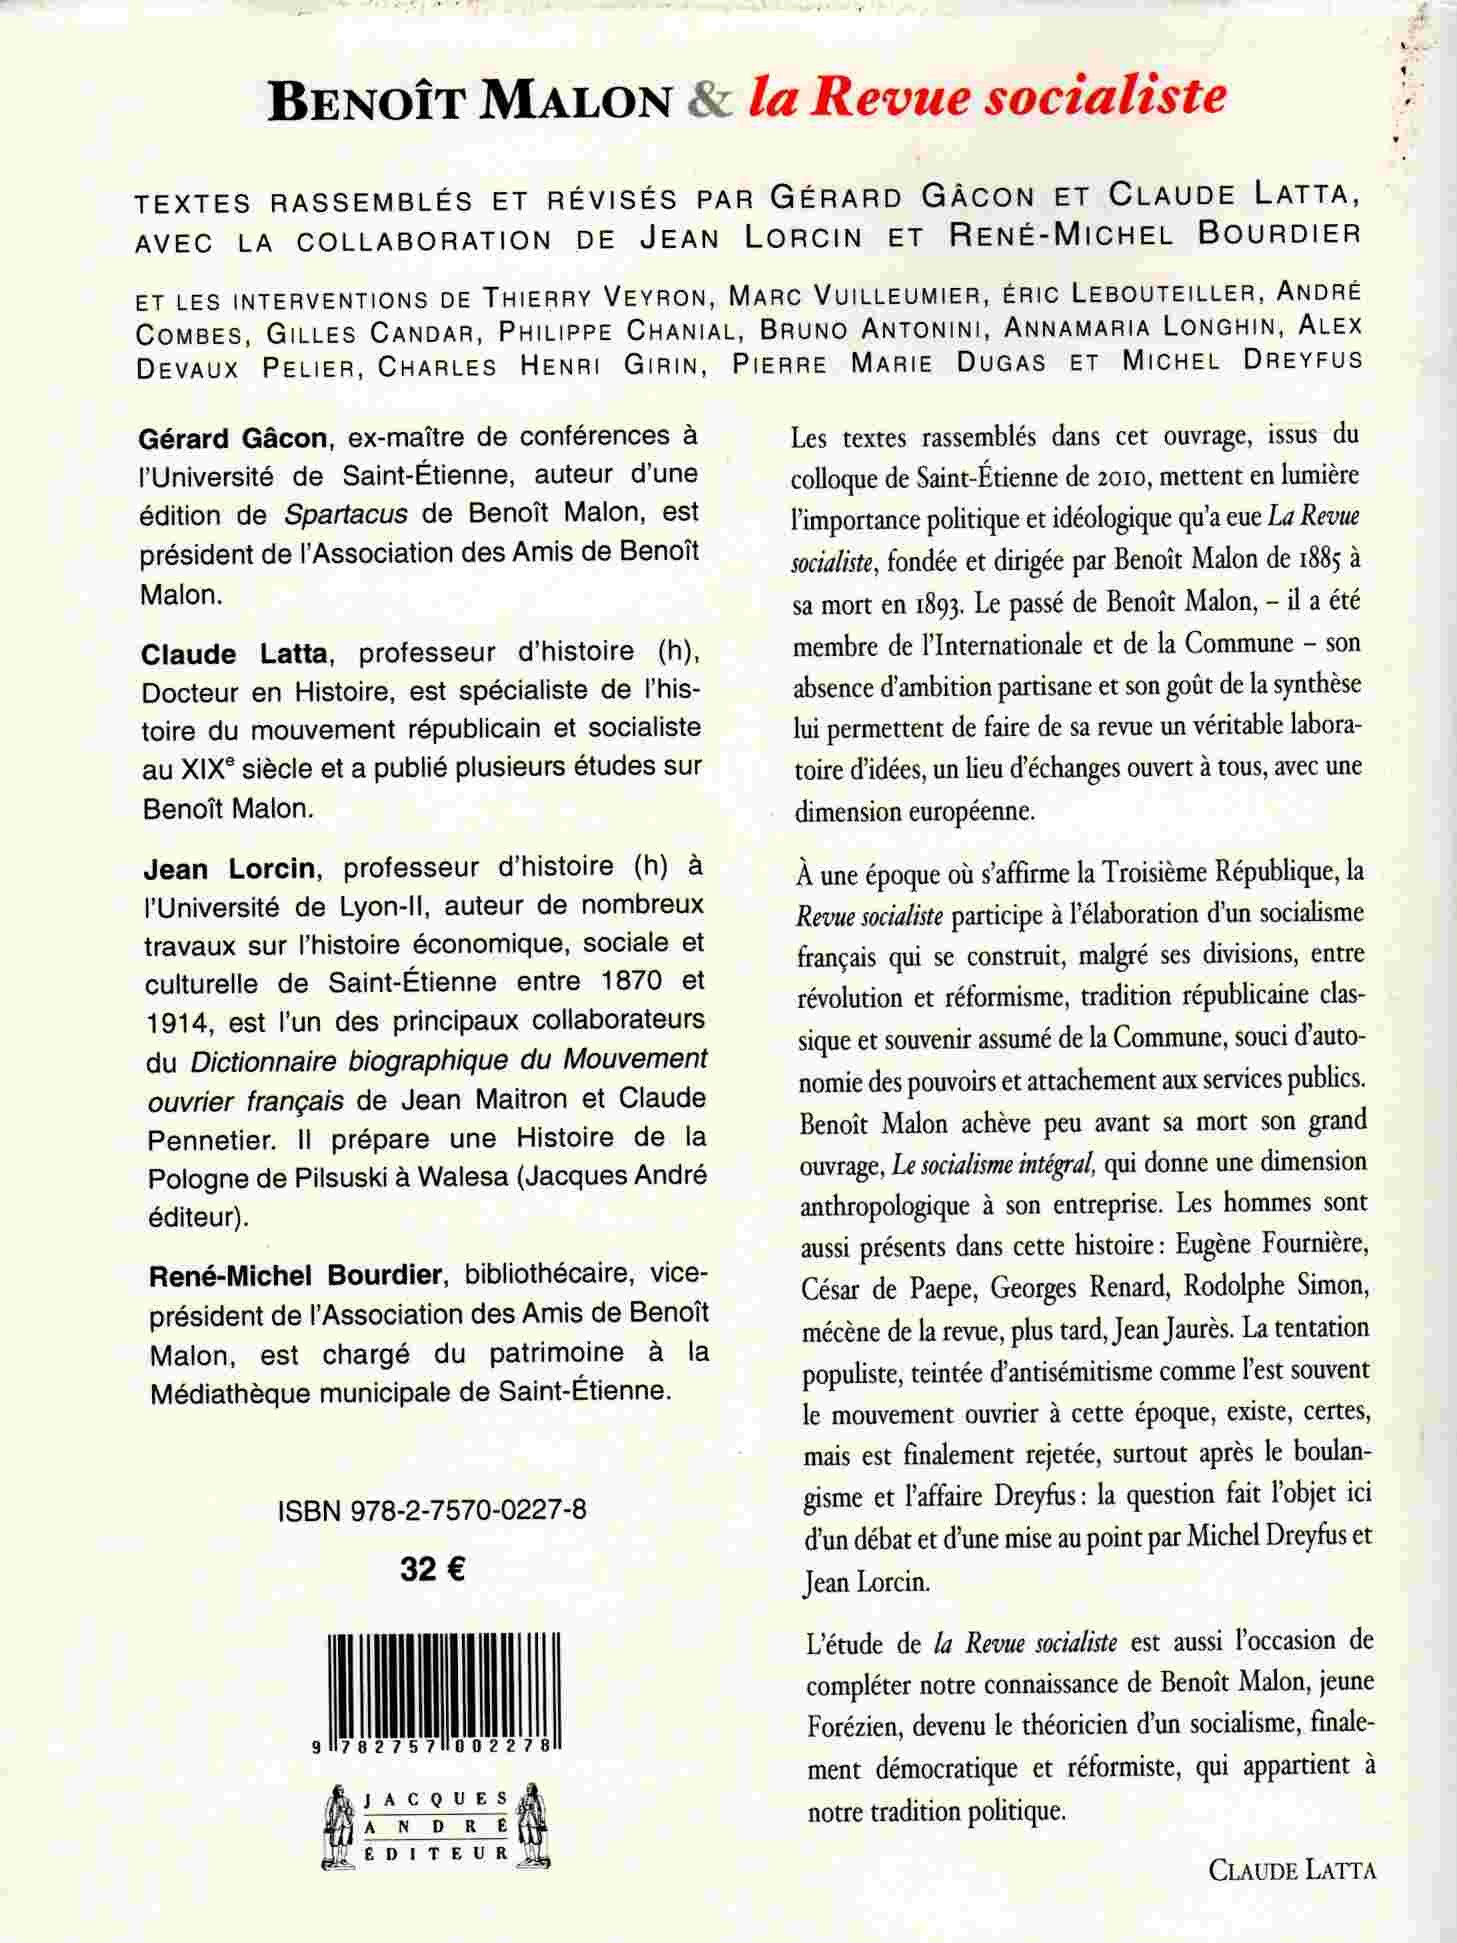 BENOÎT MALON & la Revue socialiste
TEXTES RASSEMBLÉS ET RÉVISÉS PAR GÉRARD GÂCON ET CLAUDE LATTA,
AVEC LA COLLABORATION DE JEAN LORCIN ET RENÉ-MICHEL BOURDIER
ET LES INTERVENTIONS DE THIERRY VEYRON, MARC VUILLEUMIER, ÉRIC LEBOUTEILLER, ANDRÉ
COMBES, GILLES CANDAR, PHILIPPE CHANIAL, BRUNO ANTONINI, ANNAMARIA LONGHIN, ALEX
DEVAUX PELIER, CHARLES HENRI GIRIN, PIERRE MARIE DUGAS ET MICHEL DREYFUS
Gérard Gâcon, ex-maître de conférences à
l'Université de Saint-Étienne, auteur d'une
édition de Spartacus de Benoît Malon, est
président de l'Association des Amis de Benoît
Malon.
Claude Latta, professeur d'histoire (h),
Docteur en Histoire, est spécialiste de l'his-
toire du mouvement républicain et socialiste
au XIXe siècle et a publié plusieurs études sur
Benoît Malon.
Jean Lorcin, professeur d'histoire (h) à
l'Université de Lyon-II, auteur de nombreux
travaux sur l'histoire économique, sociale et
culturelle de Saint-Étienne entre 1870 et
1914, est l'un des principaux collaborateurs
du Dictionnaire biographique du Mouvement
ouvrier français de Jean Maitron et Claude
Pennetier. Il prépare une Histoire de la
Pologne de Pilsuski à Walesa (Jacques André
éditeur).
René-Michel Bourdier, bibliothécaire, vice-
président de l'Association des Amis de Benoît
Malon, est chargé du patrimoine à la
Médiathèque municipale de Saint-Étienne.
ISBN 978-2-7570-0227-8
32 €
9 782757 002278
JACQUES
ANDRÉ
ÉDITEUR
Les textes rassemblés dans cet ouvrage, issus du
colloque de Saint-Étienne de 2010, mettent en lumière
l'importance politique et idéologique qu'a eue La Revue
socialiste, fondée et dirigée par Benoît Malon de 1885 à
sa mort en 1893. Le passé de Benoît Malon, – il a été
membre de l'Internationale et de la Commune – son
absence d'ambition partisane et son goût de la synthèse
lui permettent de faire de sa revue un véritable labora-
toire d'idées, un lieu d'échanges ouvert à tous, avec une
dimension européenne.
À une époque où s'affirme la Troisième République, la
Revue socialiste participe à l'élaboration d'un socialisme
français qui se construit, malgré ses divisions, entre
révolution et réformisme, tradition républicaine clas-
sique et souvenir assumé de la Commune, souci d'auto-
nomie des pouvoirs et attachement aux services publics.
Benoît Malon achève peu avant sa mort son grand
ouvrage, Le socialisme intégral, qui donne une dimension
anthropologique à son entreprise. Les hommes sont
aussi présents dans cette histoire : Eugène Fournière,
César de Paepe, Georges Renard, Rodolphe Simon,
mécène de la revue, plus tard, Jean Jaurès. La tentation
populiste, teintée d'antisémitisme comme l'est souvent
le mouvement ouvrier à cette époque, existe, certes,
mais est finalement rejetée, surtout après le boulan-
gisme et l'affaire Dreyfus : la question fait l'objet ici
d'un débat et d'une mise au point par Michel Dreyfus et
Jean Lorcin.
L'étude de la Revue socialiste est aussi l'occasion de
compléter notre connaissance de Benoît Malon, jeune
Forézien, devenu le théoricien d'un socialisme, finale-
ment démocratique et réformiste, qui appartient à
notre tradition politique.
CLAUDE LATTA